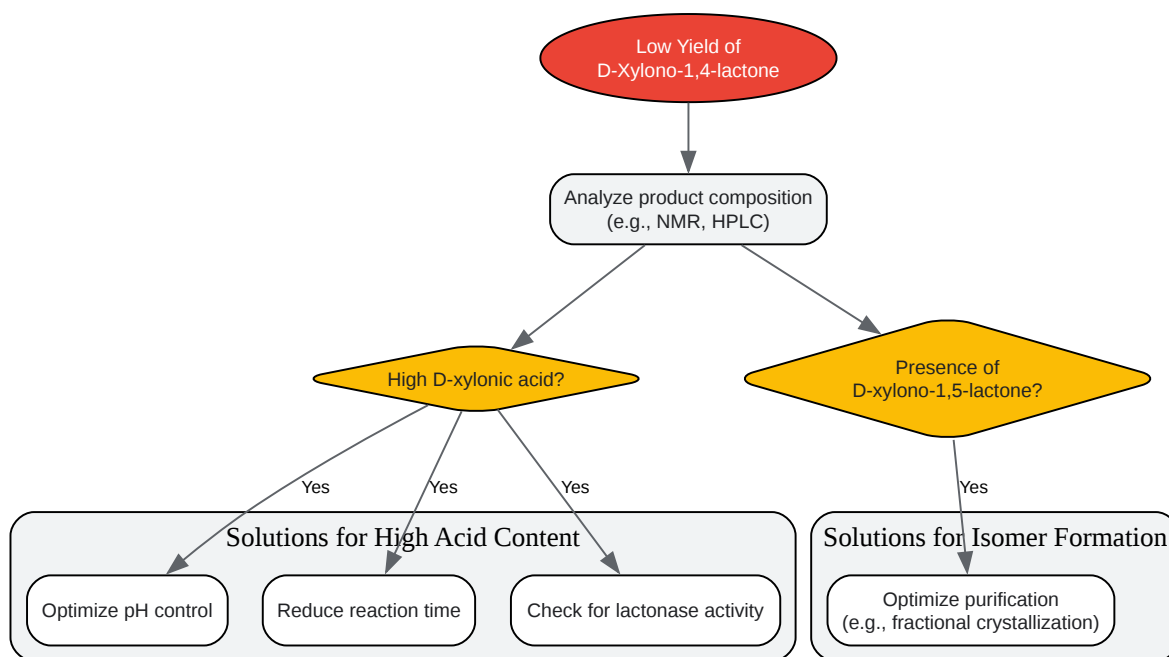 Low Yield of
D-Xylono-1,4-lactone
Analyze product composition
(e.g., NMR, HPLC)
High D-xylonic acid?
Presence of
D-xylono-1,5-lactone?
Yes
Yes
Yes
Yes
Solutions for High Acid Content
Solutions for Isomer Formation
Optimize pH control
Reduce reaction time
Check for lactonase activity
Optimize purification
(e.g., fractional crystallization)